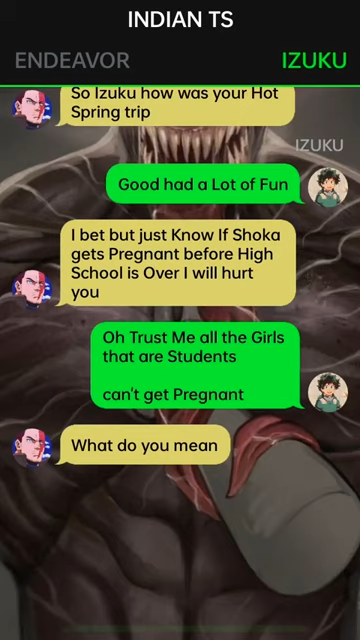 INDIAN TS
ENDEAVOR
IZUKU
So Izuku how was your Hot
Spring trip
IZUKU
Good had a Lot of Fun
I bet but just Know If Shoka
gets Pregnant before High
School is Over I will hurt
you
Oh Trust Me all the Girls
that are Students
can't get Pregnant
What do you mean